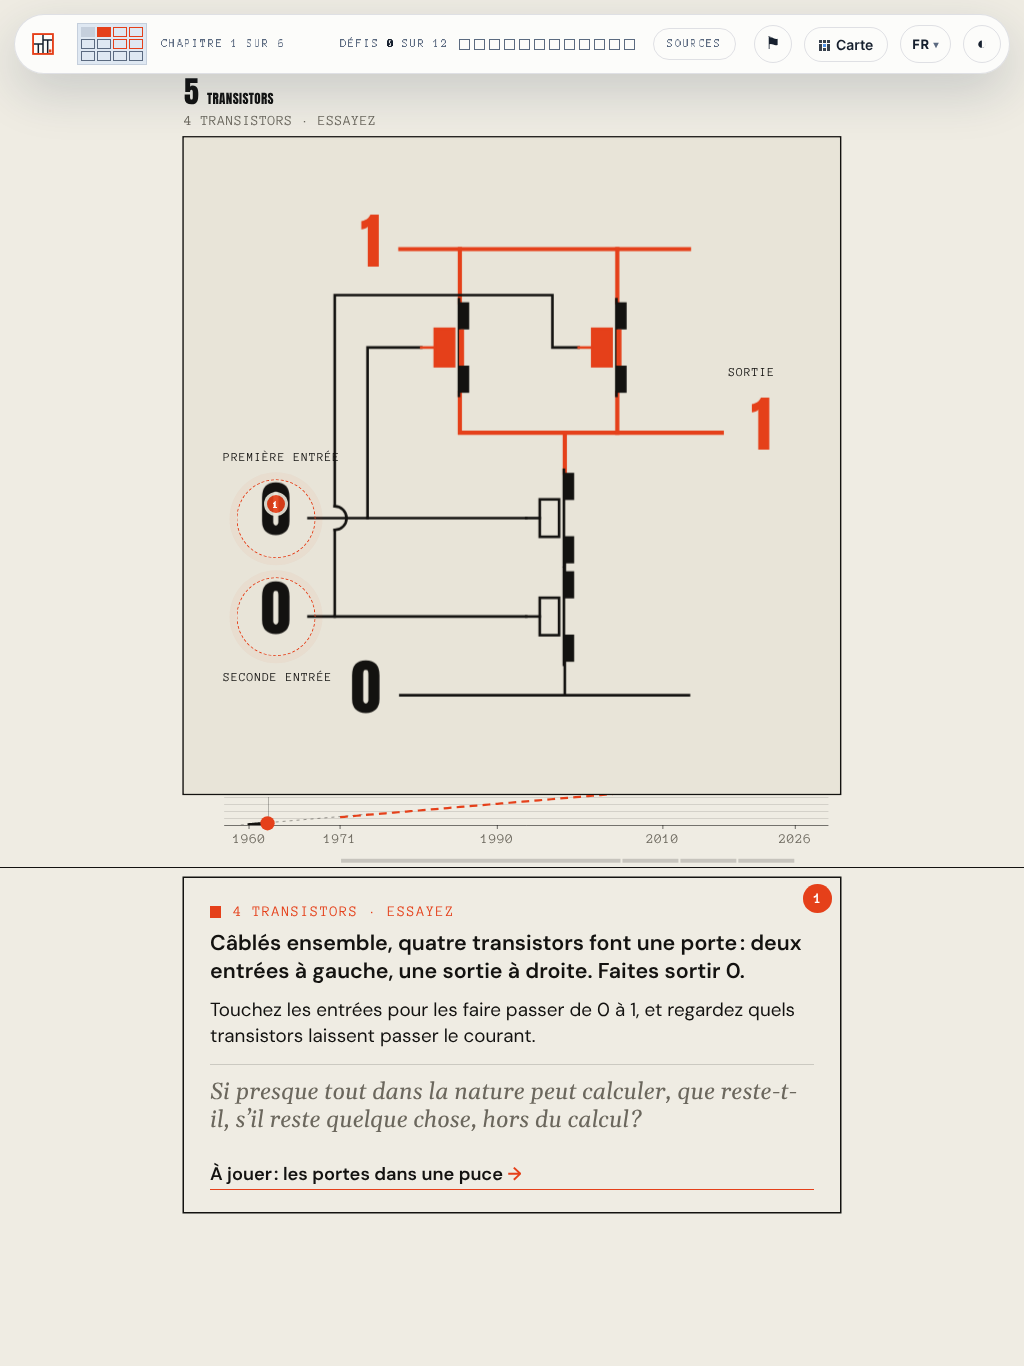 CHAPITRE 1 SUR 6
DÉFIS 0 SUR 12
SOURCES
Carte
FR
5 TRANSISTORS
4 TRANSISTORS · ESSAYEZ
1
SORTIE
1
PREMIÈRE ENTRÉE
0
1
0
SECONDE ENTRÉE
0
1960 1971 1990 2010 2026
1
4 TRANSISTORS · ESSAYEZ
Câblés ensemble, quatre transistors font une porte : deux
entrées à gauche, une sortie à droite. Faites sortir 0.
Touchez les entrées pour les faire passer de 0 à 1, et regardez quels
transistors laissent passer le courant.
Si presque tout dans la nature peut calculer, que reste-t-
il, s’il reste quelque chose, hors du calcul ?
À jouer : les portes dans une puce →